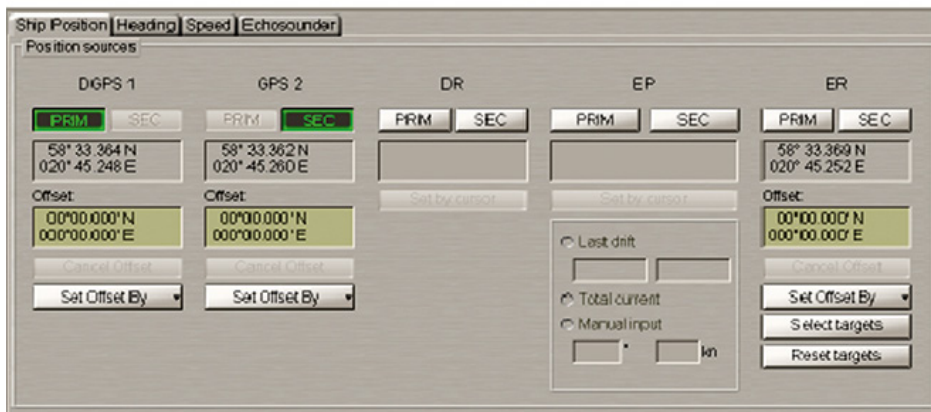 Ship Position Heading Speed Echosounder
Position sources
DGPS 1 GPS 2 DR EP ER
PRIM SEC PRIM SEC PRIM SEC PRIM SEC PRIM SEC
58° 33.364 N 58° 33.362 N 58° 33.369 N
020° 45.248 E 020° 45.260 E 020° 45.252 E
Offset: Offset: Set by cursor Set by cursor Offset:
00°00.000' N 00°00.000' N 00°00.000' N
000°00.000' E 000°00.000' E 000°00.000' E
Last drift
Cancel Offset Cancel Offset Cancel Offset
Set Offset By Set Offset By Total current Set Offset By
Manual input Select targets
° kn Reset targets